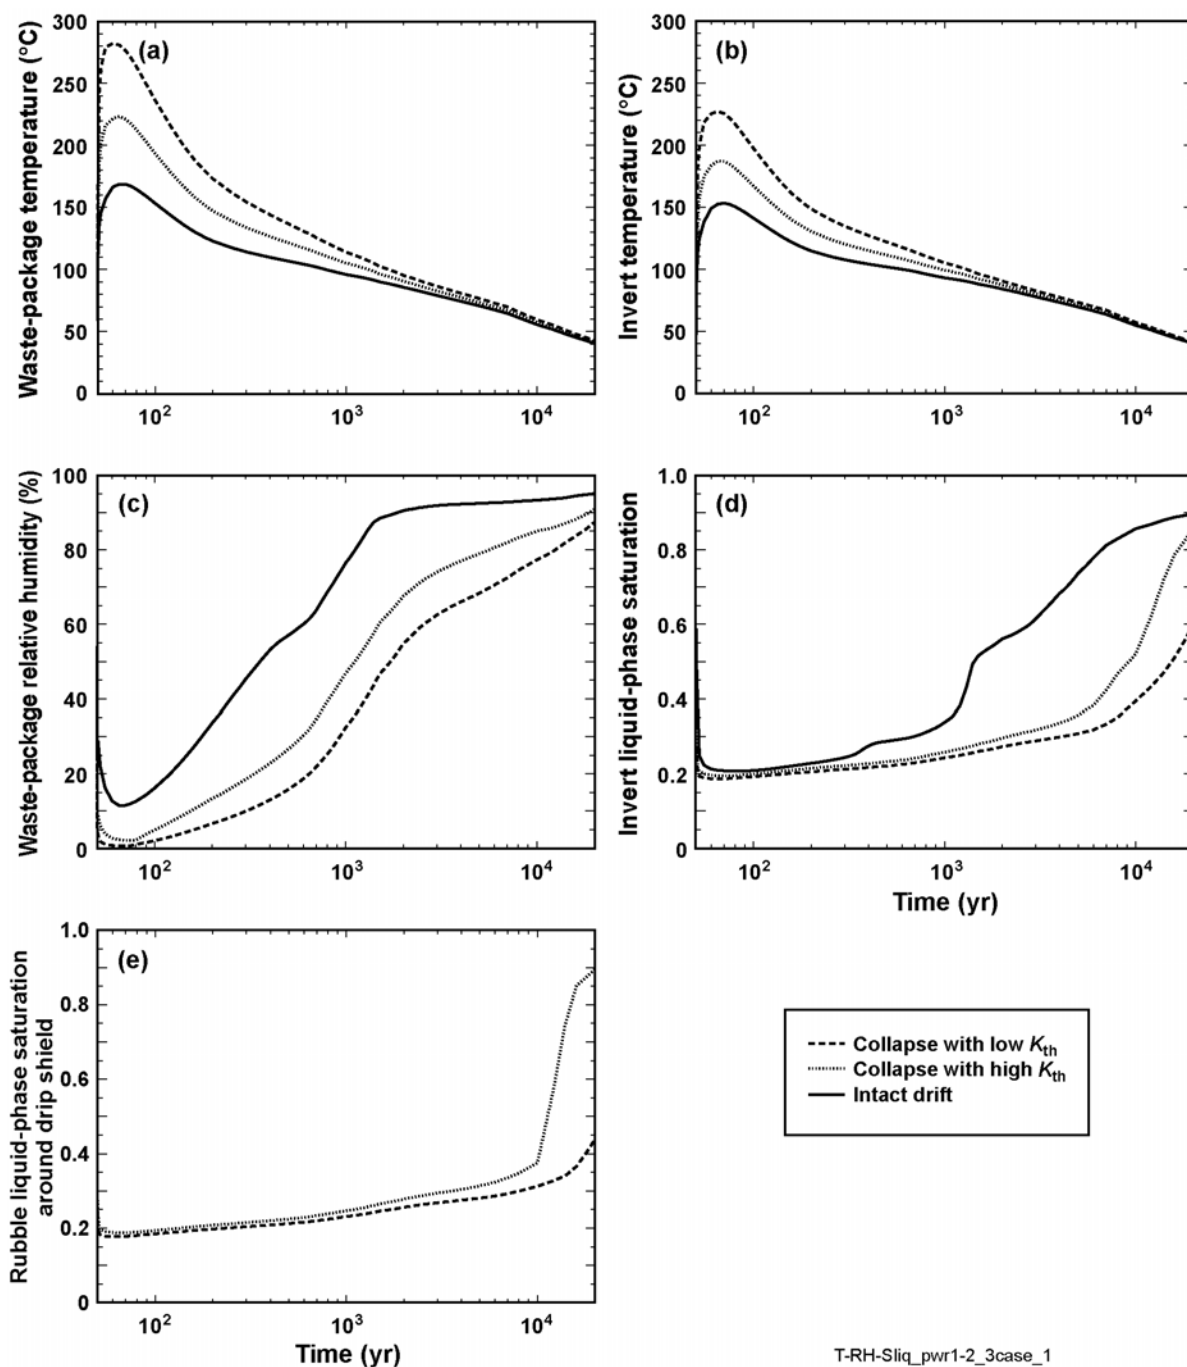 (a)
Waste-package temperature (°C)
300
250
200
150
100
50
0
10²
10³
10⁴
(b)
Invert temperature (°C)
300
250
200
150
100
50
0
10²
10³
10⁴
(c)
Waste-package relative humidity (%)
100
80
60
40
20
0
10²
10³
10⁴
(d)
Invert liquid-phase saturation
1.0
0.8
0.6
0.4
0.2
0
10²
10³
10⁴
Time (yr)
(e)
Rubble liquid-phase saturation
around drip shield
1.0
0.8
0.6
0.4
0.2
0
10²
10³
10⁴
Time (yr)
Collapse with low Kth
Collapse with high Kth
Intact drift
T-RH-Sliq_pwr1-2_3case_1